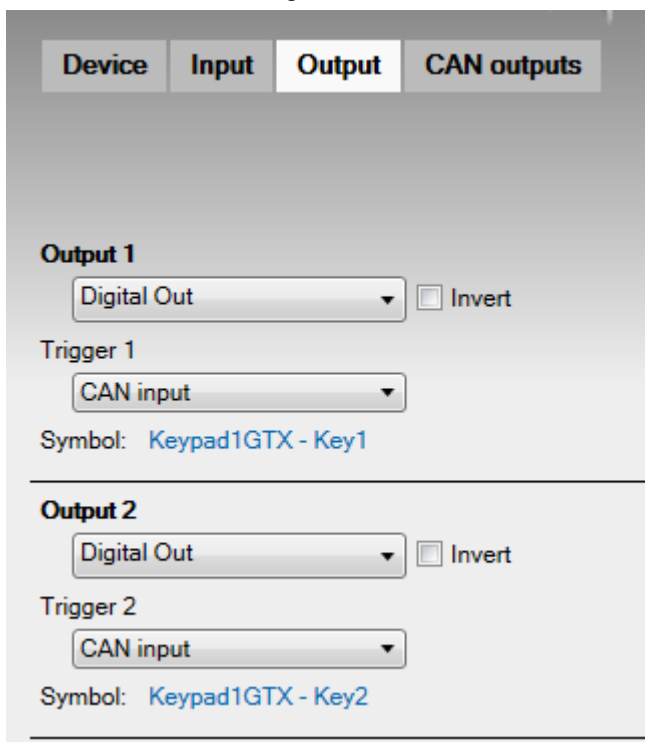 Device Input Output CAN outputs
Output 1
Digital Out Invert
Trigger 1
CAN input
Symbol: Keypad1GTX - Key1
Output 2
Digital Out Invert
Trigger 2
CAN input
Symbol: Keypad1GTX - Key2